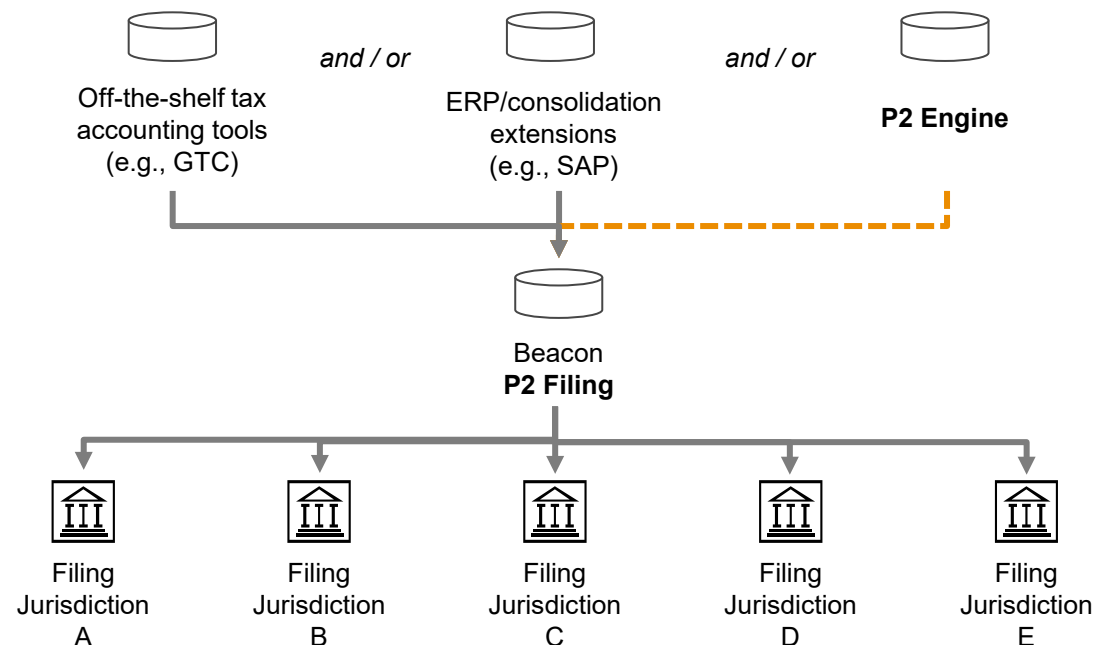 and / or
and / or
Off-the-shelf tax
accounting tools
(e.g., GTC)
ERP/consolidation
extensions
(e.g., SAP)
P2 Engine
Beacon
P2 Filing
Filing
Jurisdiction
A
Filing
Jurisdiction
B
Filing
Jurisdiction
C
Filing
Jurisdiction
D
Filing
Jurisdiction
E